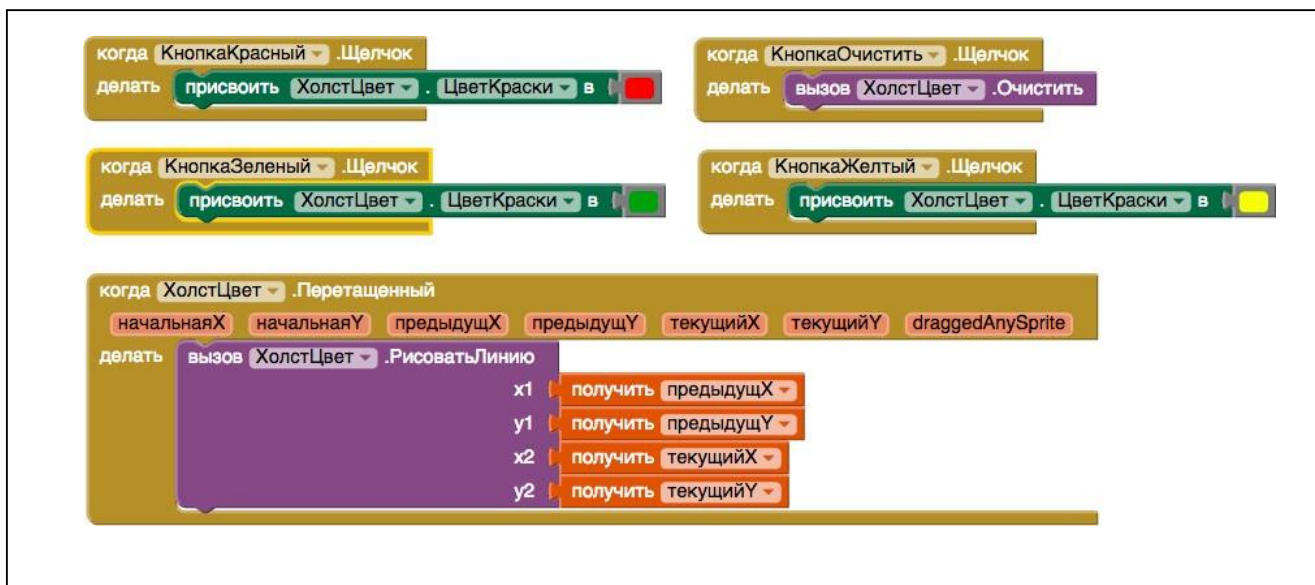 когда КнопкаКрасный .Щелчок
делать присвоить ХолстЦвет . ЦветКраски в
когда КнопкаОчистить .Щелчок
делать вызов ХолстЦвет .Очистить
когда КнопкаЗеленый .Щелчок
делать присвоить ХолстЦвет . ЦветКраски в
когда КнопкаЖелтый .Щелчок
делать присвоить ХолстЦвет . ЦветКраски в
когда ХолстЦвет .Перетащенный
начальнаяX начальнаяY предыдущX предыдущY текущийX текущийY draggedAnySprite
делать вызов ХолстЦвет .РисоватьЛинию
x1 получить предыдущX
y1 получить предыдущY
x2 получить текущийX
y2 получить текущийY